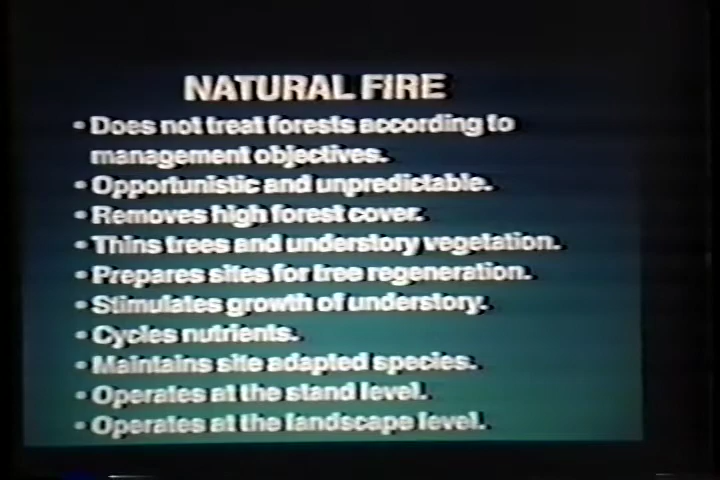 NATURAL FIRE
• Does not treat forests according to
management objectives.
• Opportunistic and unpredictable.
• Removes high forest cover.
• Thins trees and understory vegetation.
• Prepares sites for tree regeneration.
• Stimulates growth of understory.
• Cycles nutrients.
• Maintains site adapted species.
• Operates at the stand level.
• Operates at the landscape level.